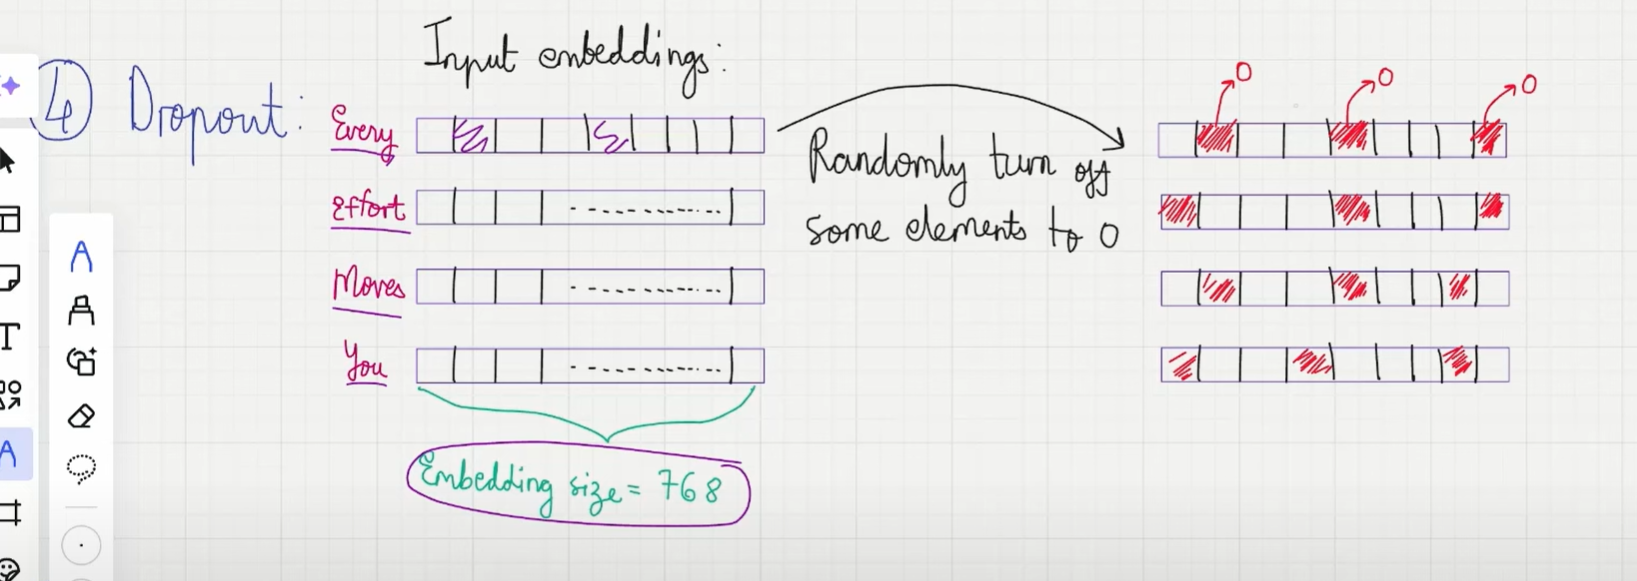 4 Dropout:
Input embeddings:
Every
Effort
Moves
You
Embedding size = 768
Randomly turn off
some elements to 0
0
0
0